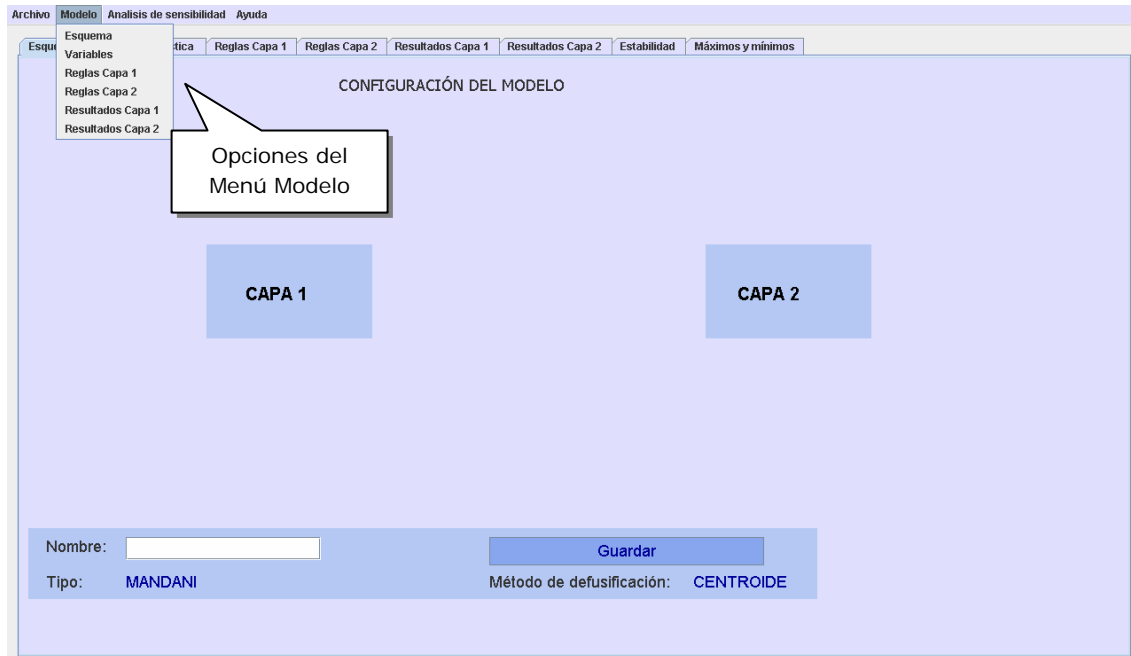 Archivo Modelo Analisis de sensibilidad Ayuda
Esquema
Variables
Reglas Capa 1
Reglas Capa 2
Resultados Capa 1
Resultados Capa 2
Reglas Capa 1 Reglas Capa 2 Resultados Capa 1 Resultados Capa 2 Estabilidad Máximos y mínimos
CONFIGURACIÓN DEL MODELO
Opciones del
Menú Modelo
CAPA 1
CAPA 2
Nombre:
Guardar
Tipo: MANDANI
Método de defusificación: CENTROIDE